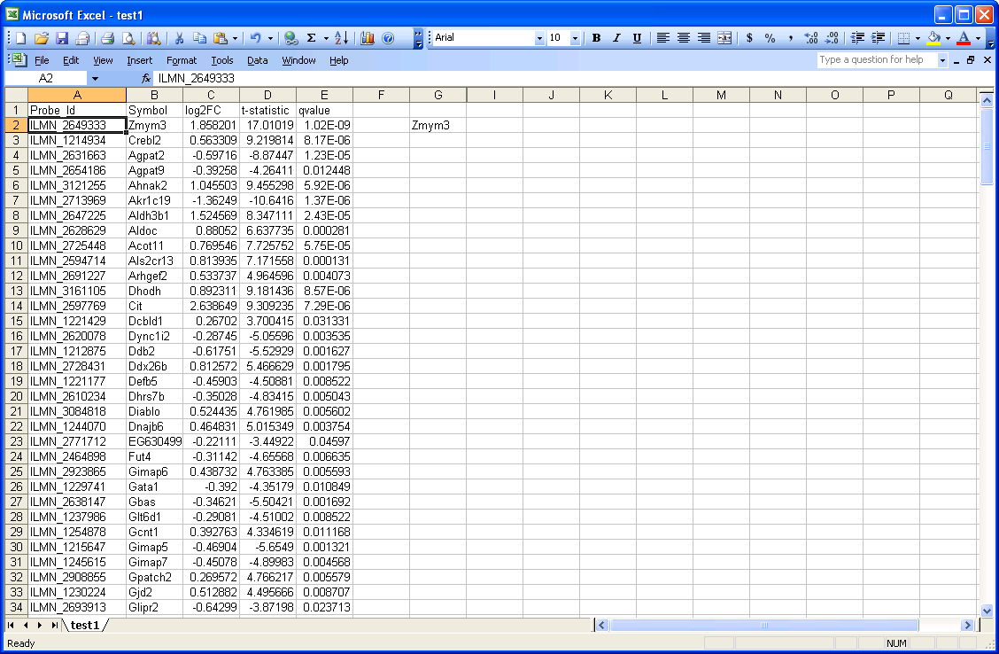 Microsoft Excel - test1
Arial 10 B I U $ % ,
File Edit View Insert Format Tools Data Window Help Type a question for help
A2 fx ILMN_2649333
A B C D E F G I J K L M N O P Q
1 Probe_Id Symbol log2FC t-statistic qvalue
2 ILMN_2649333 Zmym3 1.858201 17.01019 1.02E-09 Zmym3
3 ILMN_1214934 Crebl2 0.563309 9.219814 8.17E-06
4 ILMN_2631663 Agpat2 -0.59716 -8.87447 1.23E-05
5 ILMN_2654186 Agpat9 -0.39258 -4.26411 0.012448
6 ILMN_3121255 Ahnak2 1.045503 9.455298 5.92E-06
7 ILMN_2713969 Akr1c19 -1.36249 -10.6416 1.37E-06
8 ILMN_2647225 Aldh3b1 1.524569 8.347111 2.43E-05
9 ILMN_2628629 Aldoc 0.88052 6.637735 0.000281
10 ILMN_2725448 Acot11 0.769546 7.725752 5.75E-05
11 ILMN_2594714 Als2cr13 0.813935 7.171558 0.000131
12 ILMN_2691227 Arhgef2 0.533737 4.964596 0.004073
13 ILMN_3161105 Dhodh 0.892311 9.181436 8.57E-06
14 ILMN_2597769 Cit 2.638649 9.309235 7.29E-06
15 ILMN_1221429 Dcbld1 0.26702 3.700415 0.031331
16 ILMN_2620078 Dync1i2 -0.28745 -5.05596 0.003535
17 ILMN_1212875 Ddb2 -0.61751 -5.52929 0.001627
18 ILMN_2728431 Ddx26b 0.812572 5.466629 0.001795
19 ILMN_1221177 Defb5 -0.45903 -4.50881 0.008522
20 ILMN_2610234 Dhrs7b -0.35028 -4.83415 0.005043
21 ILMN_3084818 Diablo 0.524435 4.761985 0.005602
22 ILMN_1244070 Dnajb6 0.464831 5.015349 0.003754
23 ILMN_2771712 EG630499 -0.22111 -3.44922 0.04597
24 ILMN_2464898 Fut4 -0.31142 -4.65568 0.006635
25 ILMN_2923865 Gimap6 0.438732 4.763385 0.005593
26 ILMN_1229741 Gata1 -0.392 -4.35179 0.010849
27 ILMN_2638147 Gbas -0.34621 -5.50421 0.001692
28 ILMN_1237986 Glt6d1 -0.29081 -4.51002 0.008522
29 ILMN_1254878 Gcnt1 0.392763 4.334619 0.011168
30 ILMN_1215647 Gimap5 -0.46904 -5.6549 0.001321
31 ILMN_1245615 Gimap7 -0.45078 -4.89983 0.004568
32 ILMN_2908855 Gpatch2 0.269572 4.766217 0.005579
33 ILMN_1230224 Gjd2 0.512882 4.495666 0.008707
34 ILMN_2693913 Glipr2 -0.64299 -3.87198 0.023713
test1
Ready NUM